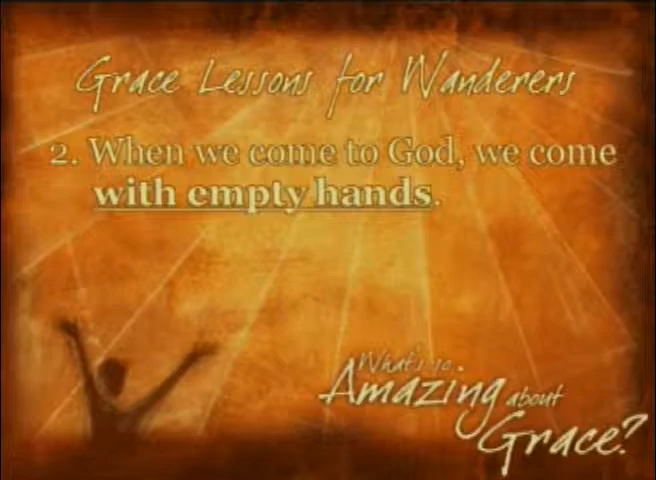 Grace Lessons for Wanderers
2. When we come to God, we come
with empty hands.
What's so
Amazing about
Grace?